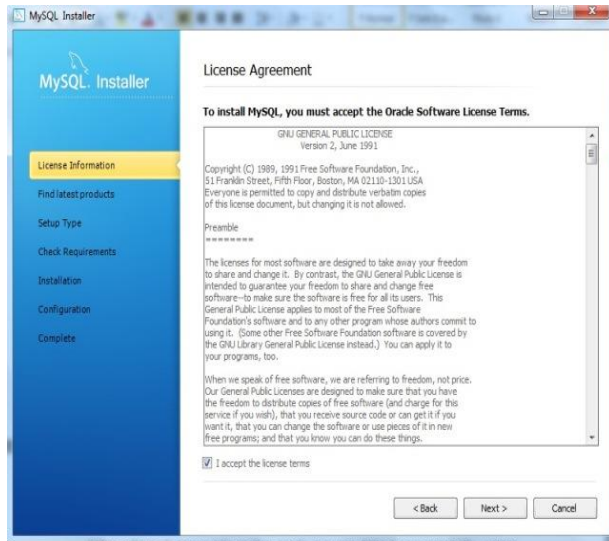 MySQL Installer
MySQL. Installer
License Information
Find latest products
Setup Type
Check Requirements
Installation
Configuration
Complete
License Agreement
To install MySQL, you must accept the Oracle Software License Terms.
GNU GENERAL PUBLIC LICENSE
Version 2, June 1991
Copyright (C) 1989, 1991 Free Software Foundation, Inc.,
51 Franklin Street, Fifth Floor, Boston, MA 02110-1301 USA
Everyone is permitted to copy and distribute verbatim copies
of this license document, but changing it is not allowed.
Preamble
========
The licenses for most software are designed to take away your freedom
to share and change it. By contrast, the GNU General Public License is
intended to guarantee your freedom to share and change free
software--to make sure the software is free for all its users. This
General Public License applies to most of the Free Software
Foundation's software and to any other program whose authors commit to
using it. (Some other Free Software Foundation software is covered by
the GNU Library General Public License instead.) You can apply it to
your programs, too.
When we speak of free software, we are referring to freedom, not price.
Our General Public Licenses are designed to make sure that you have
the freedom to distribute copies of free software (and charge for this
service if you wish), that you receive source code or can get it if you
want it, that you can change the software or use pieces of it in new
free programs; and that you know you can do these things.
I accept the license terms
< Back
Next >
Cancel